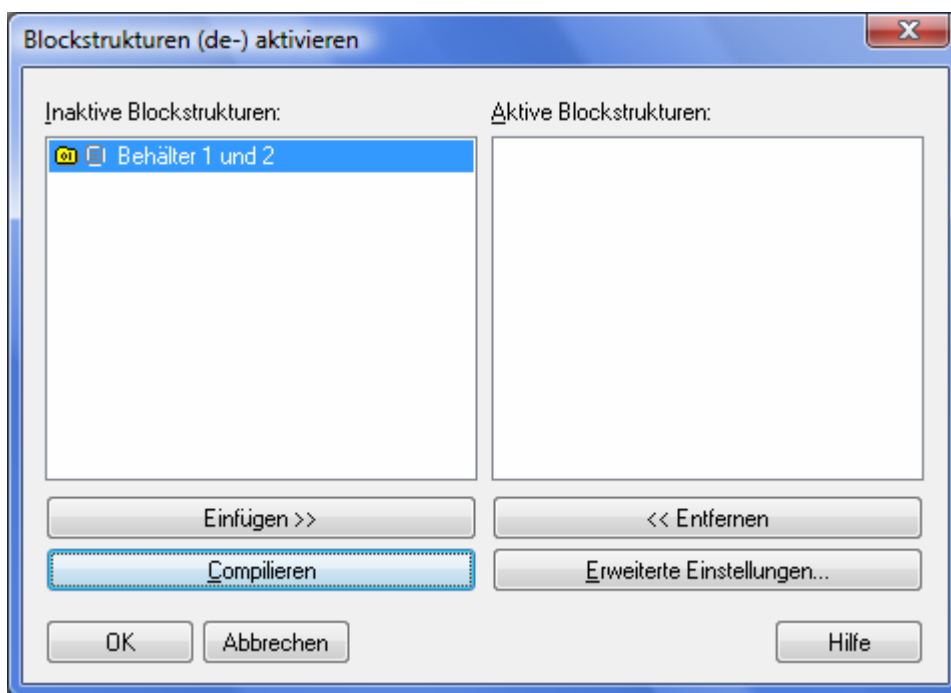 Blockstrukturen (de-) aktivieren
Inaktive Blockstrukturen:
Aktive Blockstrukturen:
Behälter 1 und 2
Einfügen >>
<< Entfernen
Compilieren
Erweiterte Einstellungen...
OK
Abbrechen
Hilfe